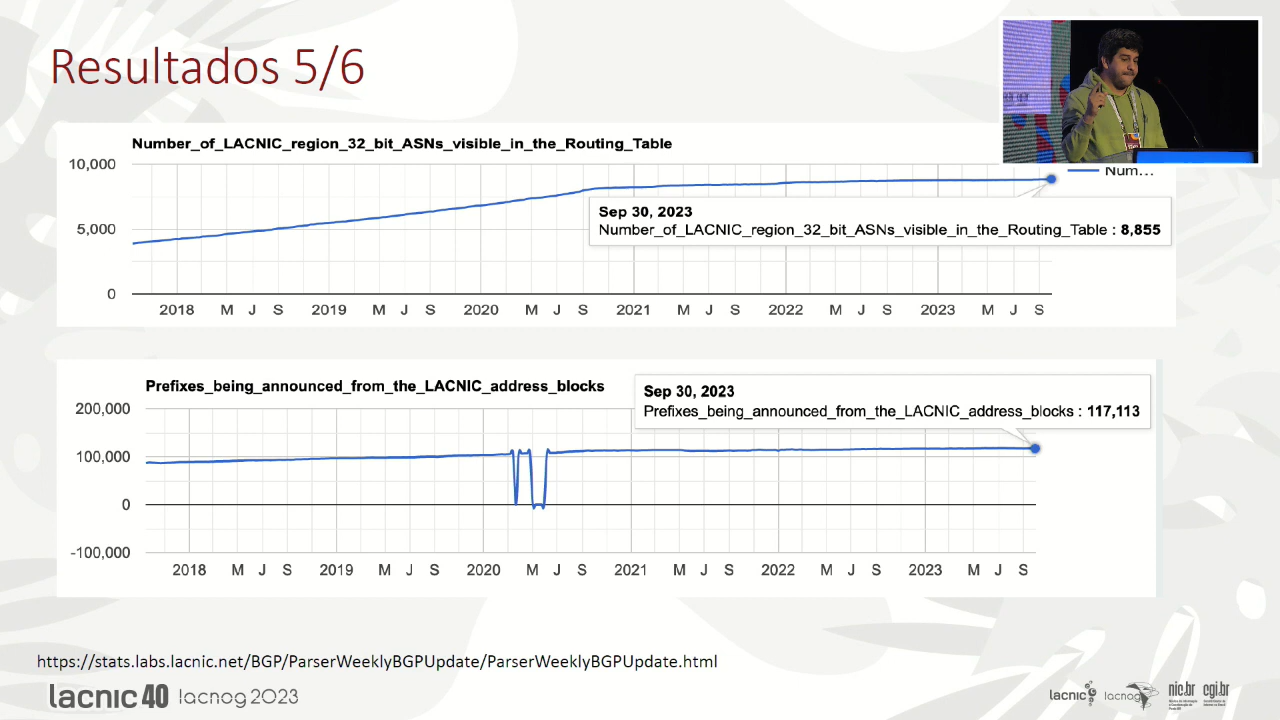 Resultados 5/6
Number_of_LACNIC_region_32_bit_ASNs_visible_in_the_Routing_Table
10,000
Num...
Sep 30, 2023
Number_of_LACNIC_region_32_bit_ASNs_visible_in_the_Routing_Table : 8,855
5,000
0
2018 M J S 2019 M J S 2020 M J S 2021 M J S 2022 M J S 2023 M J S
Prefixes_being_announced_from_the_LACNIC_address_blocks
Sep 30, 2023
Prefixes_being_announced_from_the_LACNIC_address_blocks : 117,113
200,000
100,000
0
-100,000
2018 M J S 2019 M J S 2020 M J S 2021 M J S 2022 M J S 2023 M J S
https://stats.labs.lacnic.net/BGP/ParserWeeklyBGPUpdate/ParserWeeklyBGPUpdate.html
lacnic 40 lacnog 2023
lacnic lacnog nic.br cgi.br